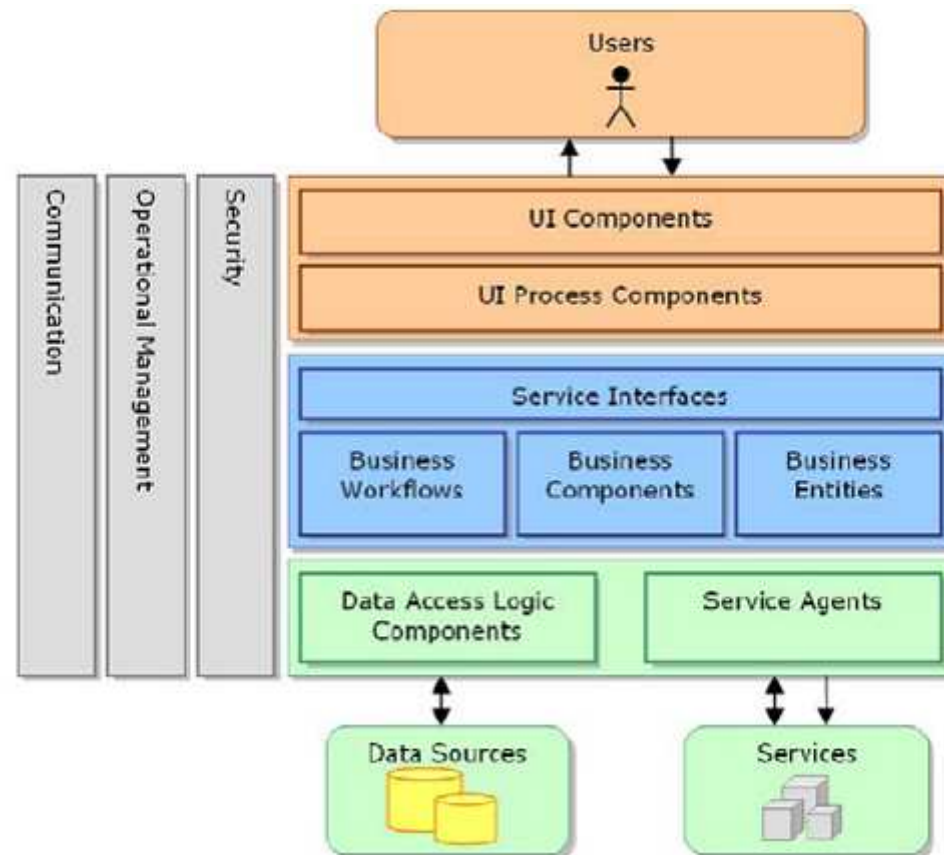 Users
Communication
Operational Management
Security
UI Components
UI Process Components
Service Interfaces
Business
Workflows
Business
Components
Business
Entities
Data Access Logic
Components
Service Agents
Data Sources
Services